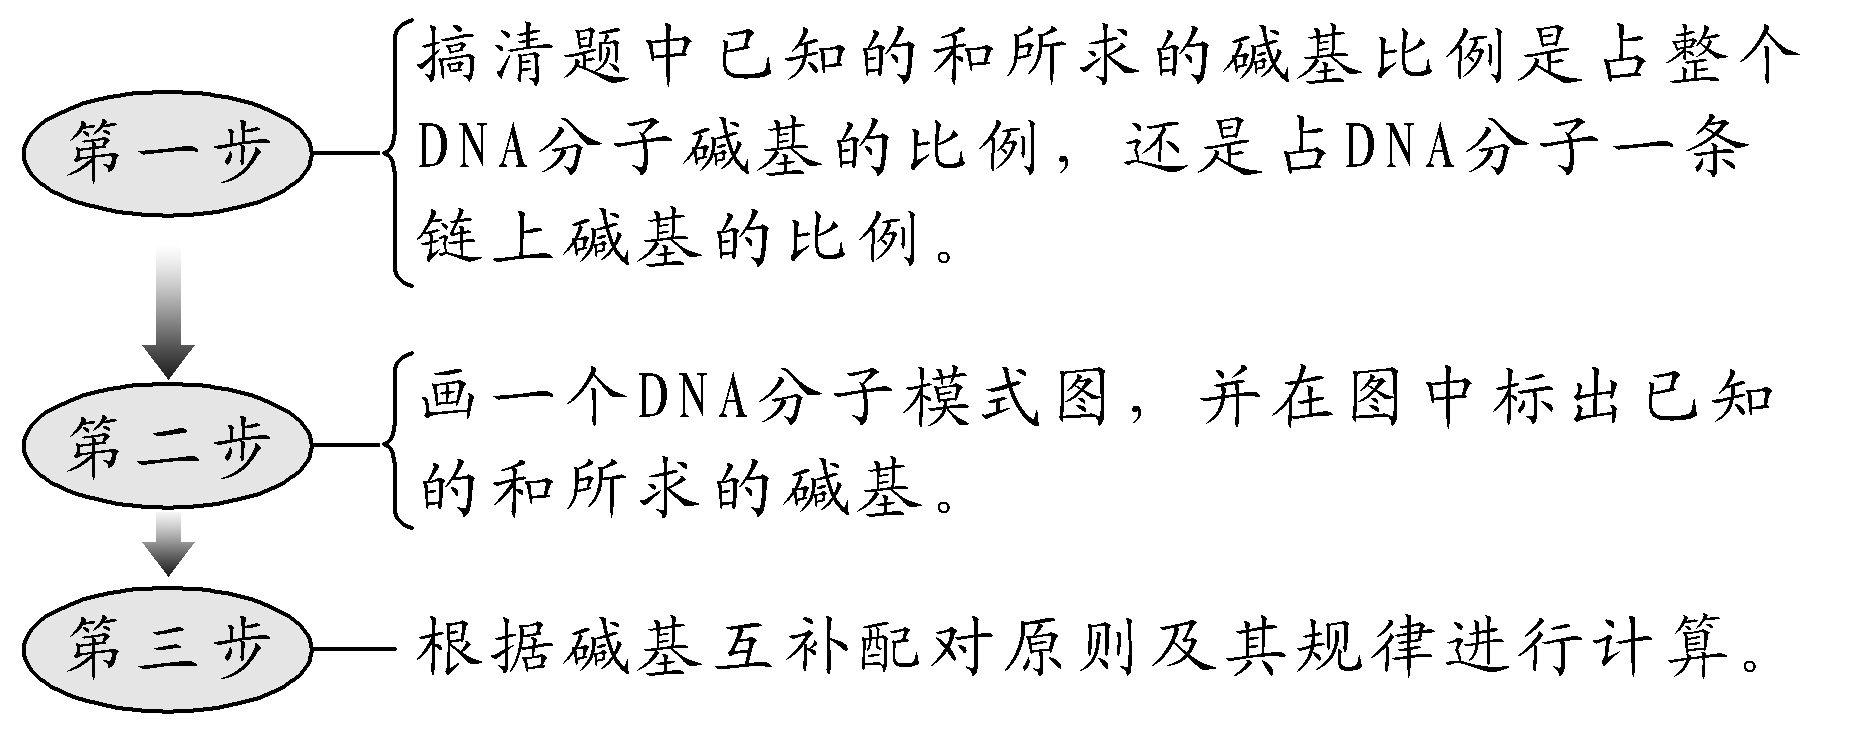 第一步
搞清题中已知的和所求的碱基比例是占整个
DNA分子碱基的比例，还是占DNA分子一条
链上碱基的比例。
第二步
画一个DNA分子模式图，并在图中标出已知
的和所求的碱基。
第三步
根据碱基互补配对原则及其规律进行计算。